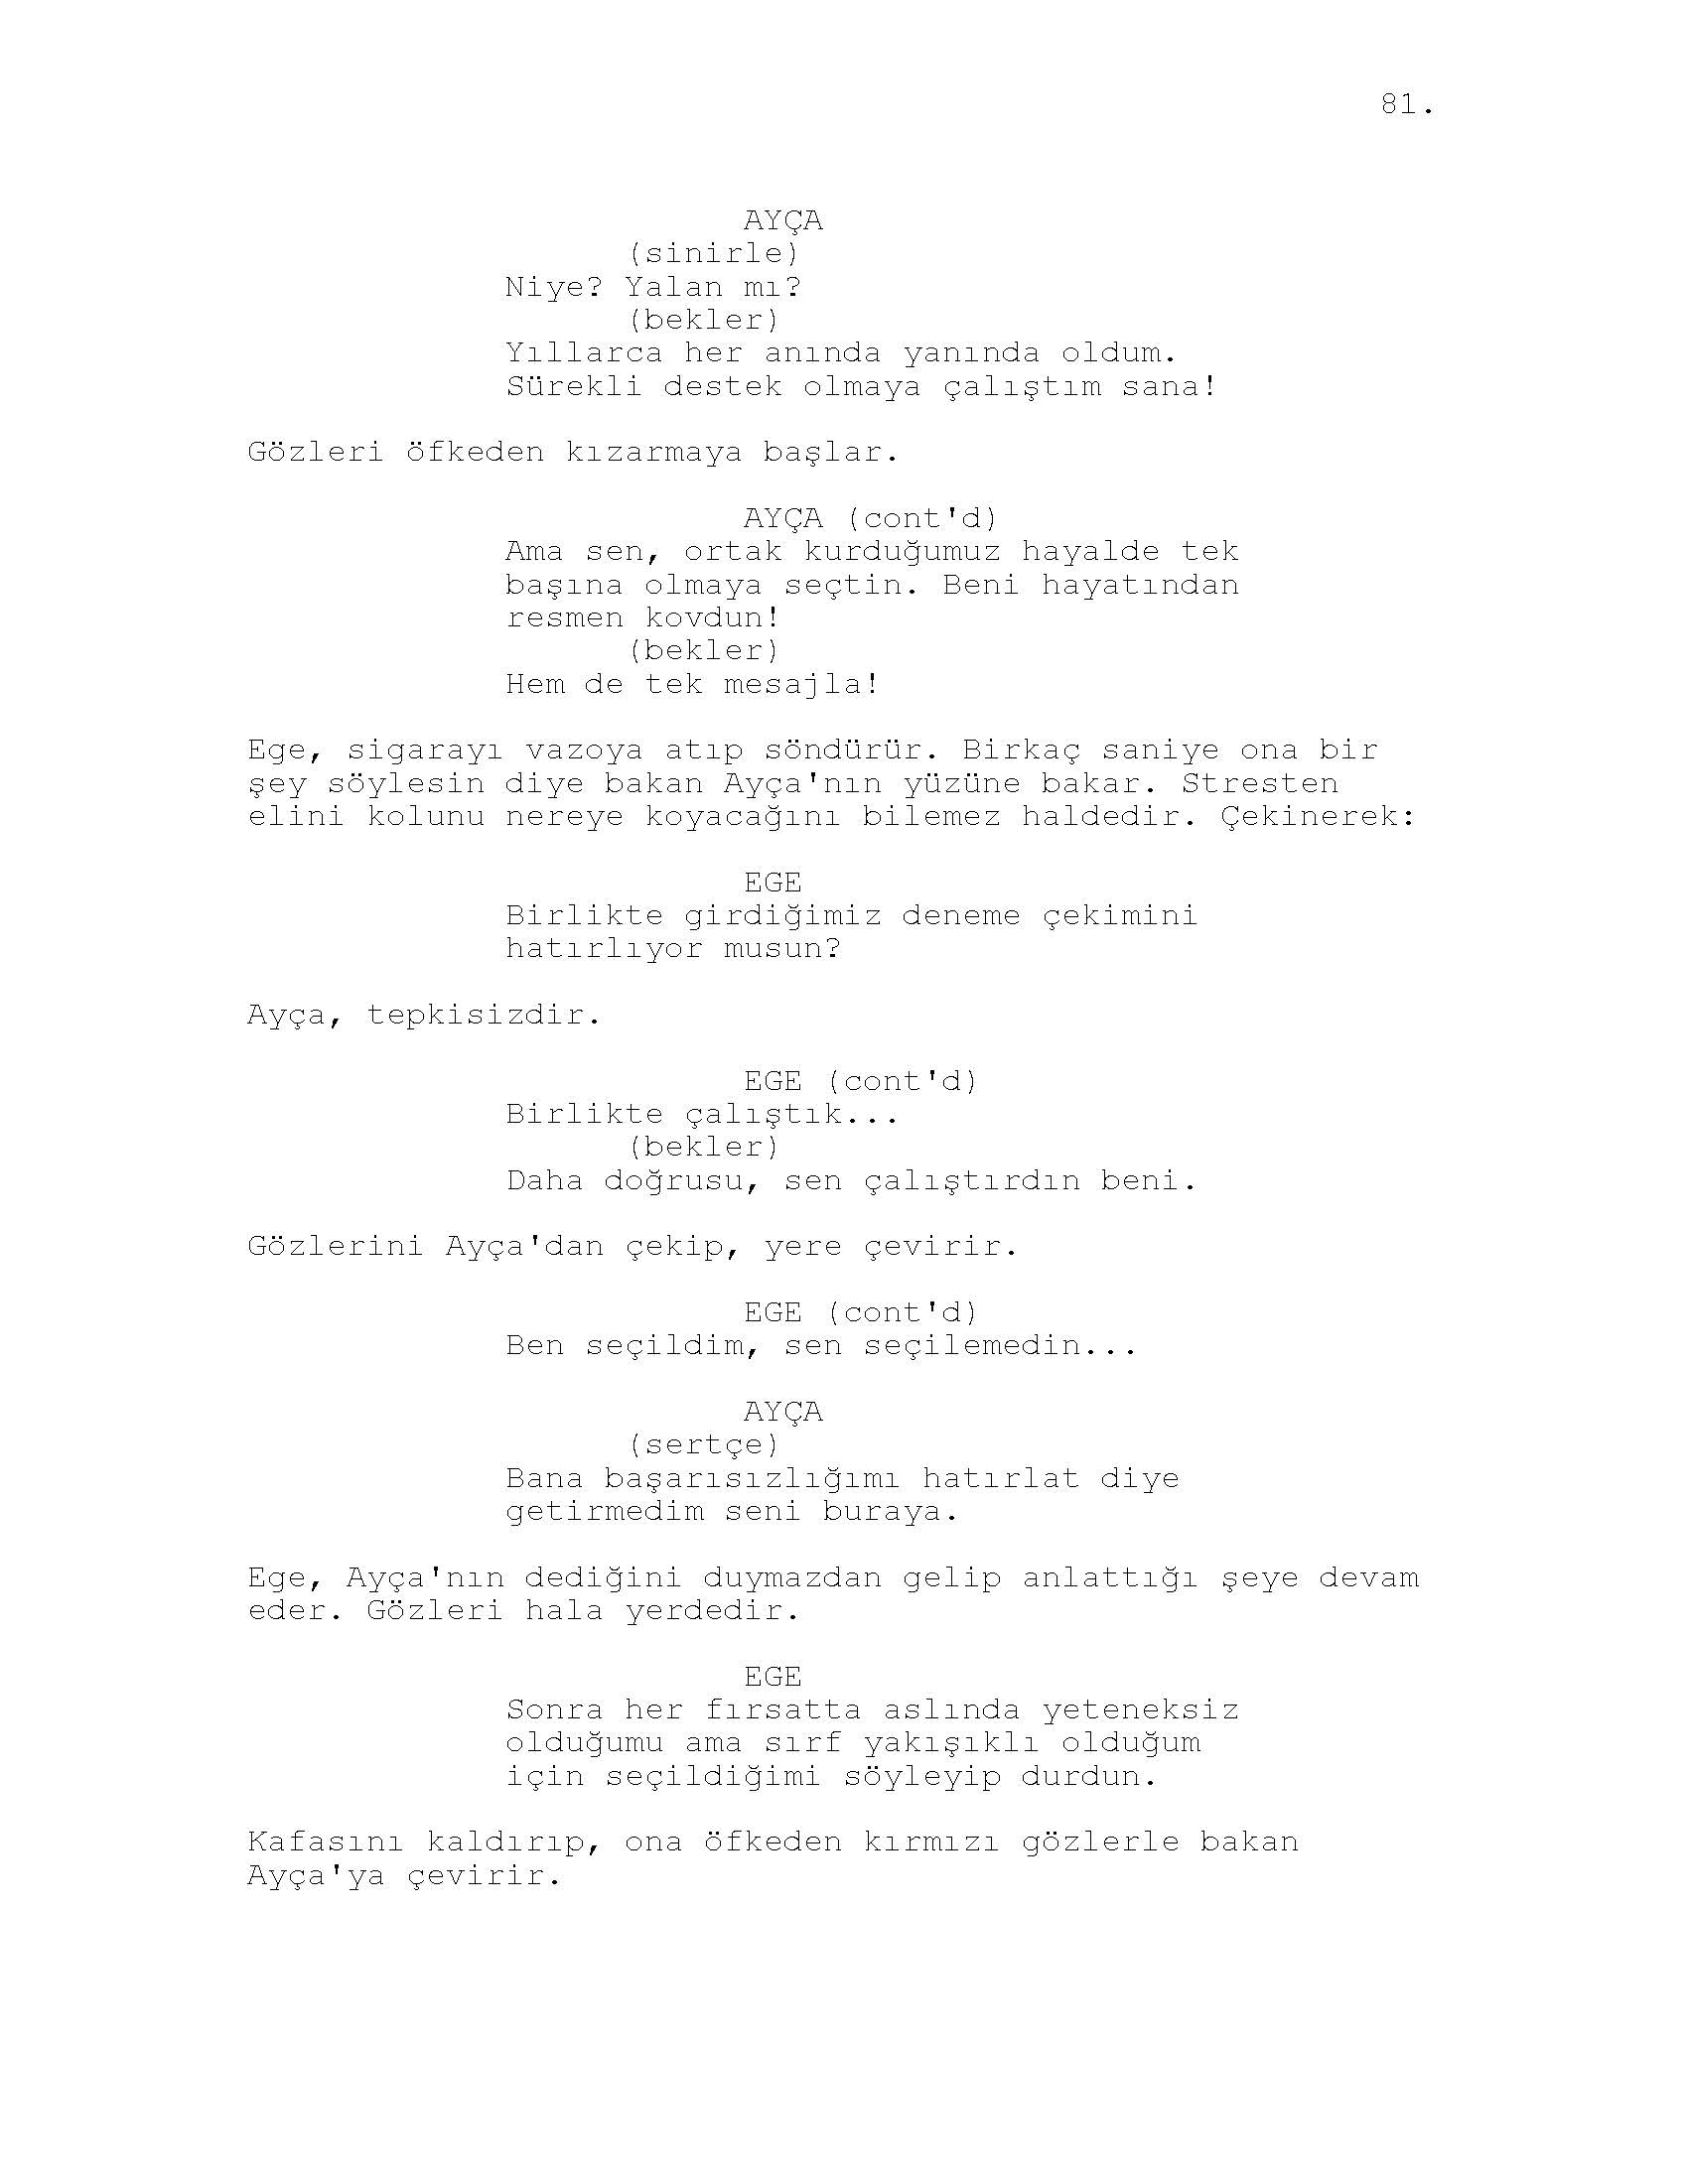 81.
AYÇA
(sinirle)
Niye? Yalan mı?
(bekler)
Yıllarca her anında yanında oldum.
Sürekli destek olmaya çalıştım sana!
Gözleri öfkeden kızarmaya başlar.
AYÇA (cont'd)
Ama sen, ortak kurduğumuz hayalde tek
başına olmaya seçtin. Beni hayatından
resmen kovdun!
(bekler)
Hem de tek mesajla!
Ege, sigarayı vazoya atıp söndürür. Birkaç saniye ona bir
şey söylesin diye bakan Ayça'nın yüzüne bakar. Stresten
elini kolunu nereye koyacağını bilemez haldedir. Çekinerek:
EGE
Birlikte girdiğimiz deneme çekimini
hatırlıyor musun?
Ayça, tepkisizdir.
EGE (cont'd)
Birlikte çalıştık...
(bekler)
Daha doğrusu, sen çalıştırdın beni.
Gözlerini Ayça'dan çekip, yere çevirir.
EGE (cont'd)
Ben seçildim, sen seçilemedin...
AYÇA
(sertçe)
Bana başarısızlığımı hatırlat diye
getirmedim seni buraya.
Ege, Ayça'nın dediğini duymazdan gelip anlattığı şeye devam
eder. Gözleri hala yerdedir.
EGE
Sonra her fırsatta aslında yeteneksiz
olduğumu ama sırf yakışıklı olduğum
için seçildiğimi söyleyip durdun.
Kafasını kaldırıp, ona öfkeden kırmızı gözlerle bakan
Ayça'ya çevirir.